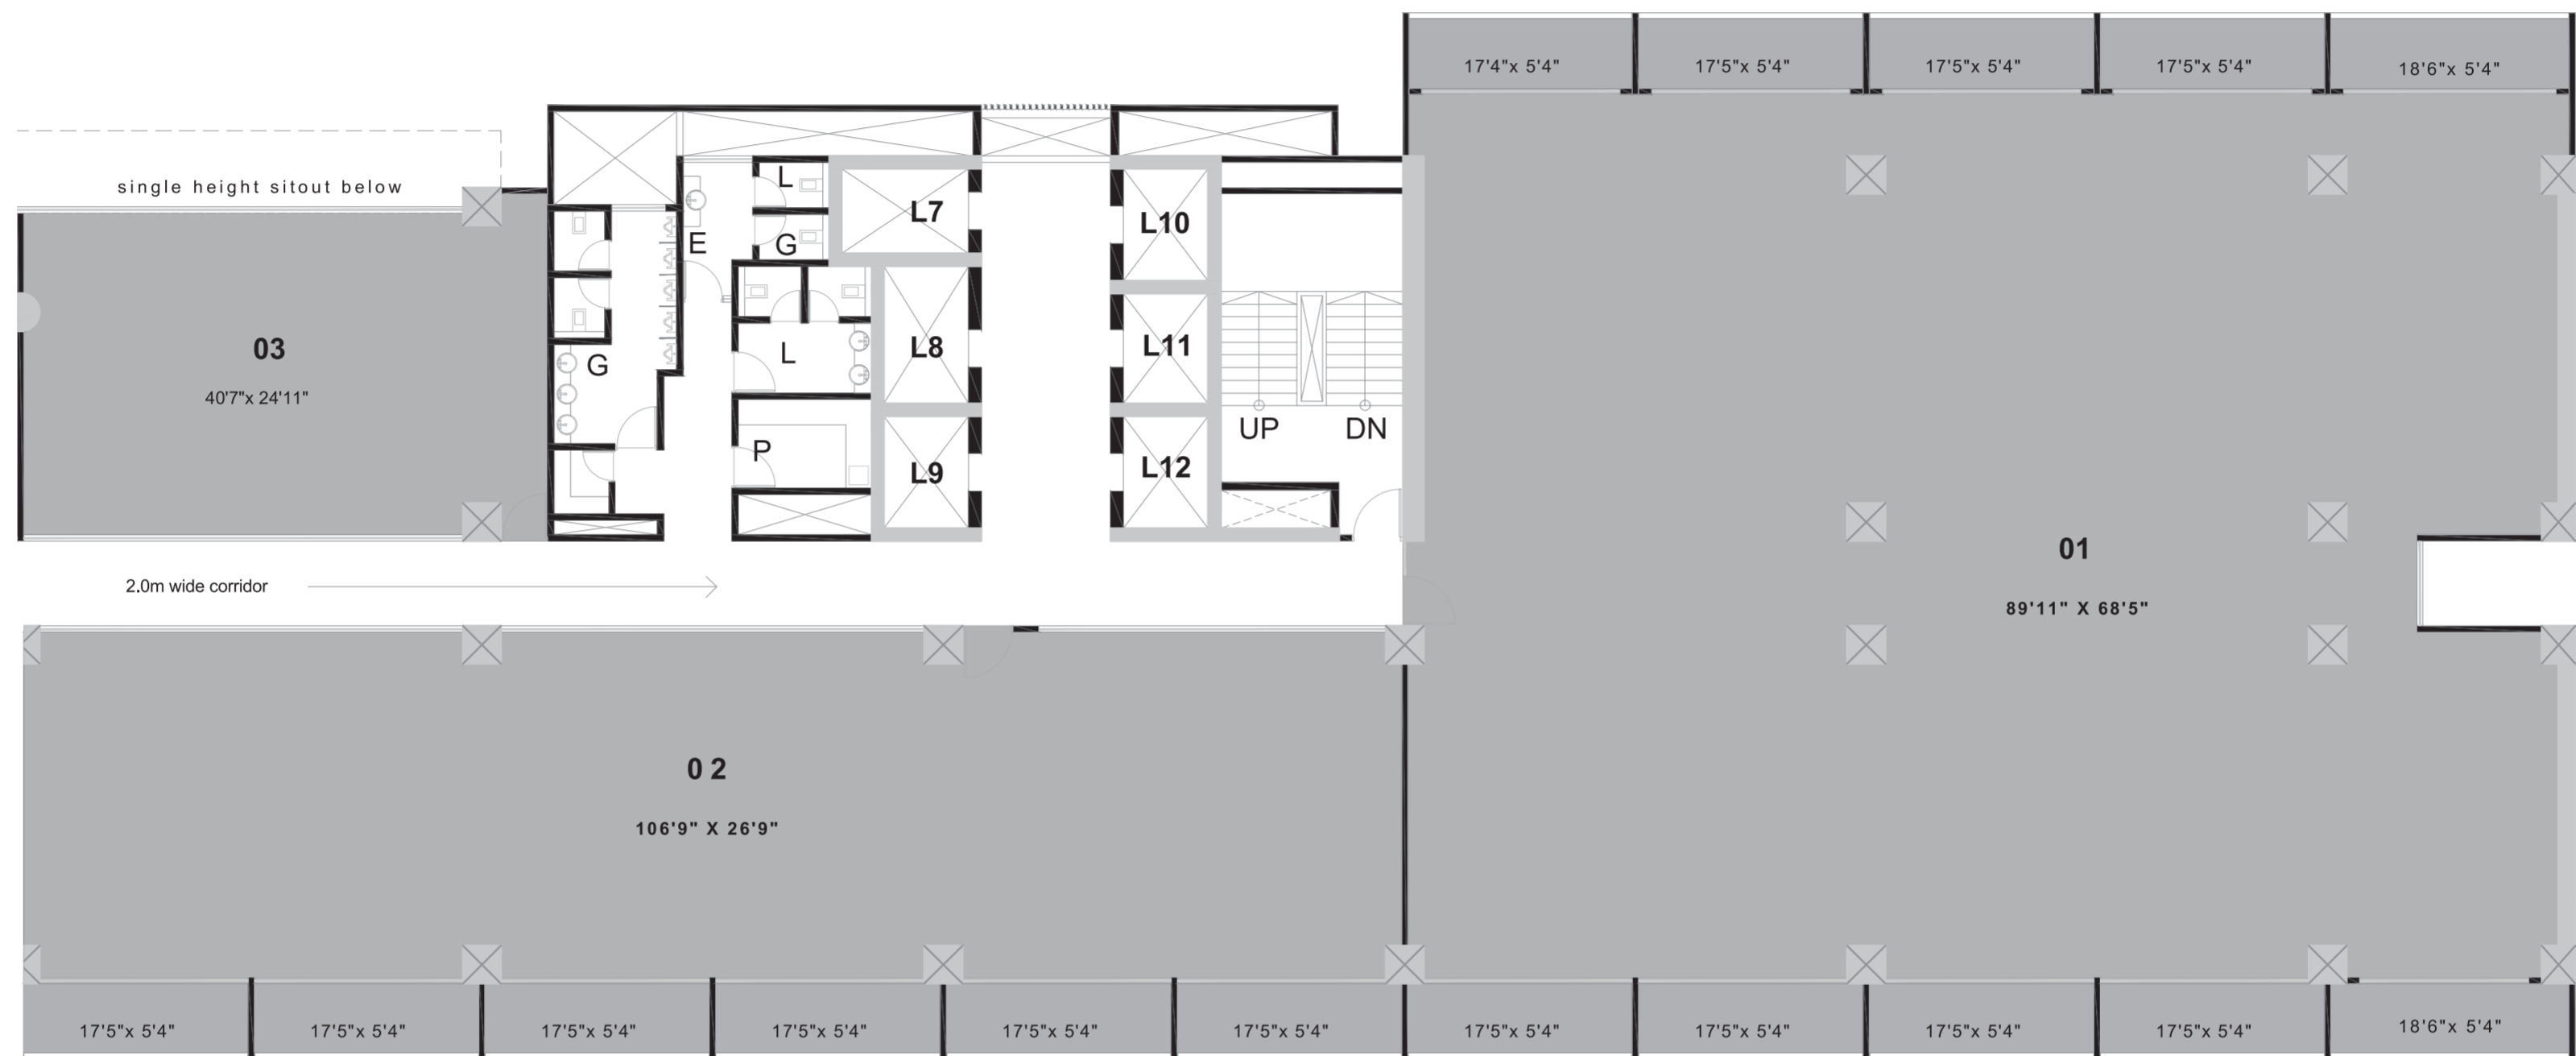 17'4"x 5'4"
17'5"x 5'4"
17'5"x 5'4"
17'5"x 5'4"
18'6"x 5'4"
single height sitout below
L
L7
L10
E
G
03
40'7"x 24'11"
G
L
L8
L11
UP
DN
P
L9
L12
01
89'11" X 68'5"
2.0m wide corridor
0 2
106'9" X 26'9"
17'5"x 5'4"
17'5"x 5'4"
17'5"x 5'4"
17'5"x 5'4"
17'5"x 5'4"
17'5"x 5'4"
17'5"x 5'4"
17'5"x 5'4"
17'5"x 5'4"
17'5"x 5'4"
18'6"x 5'4"